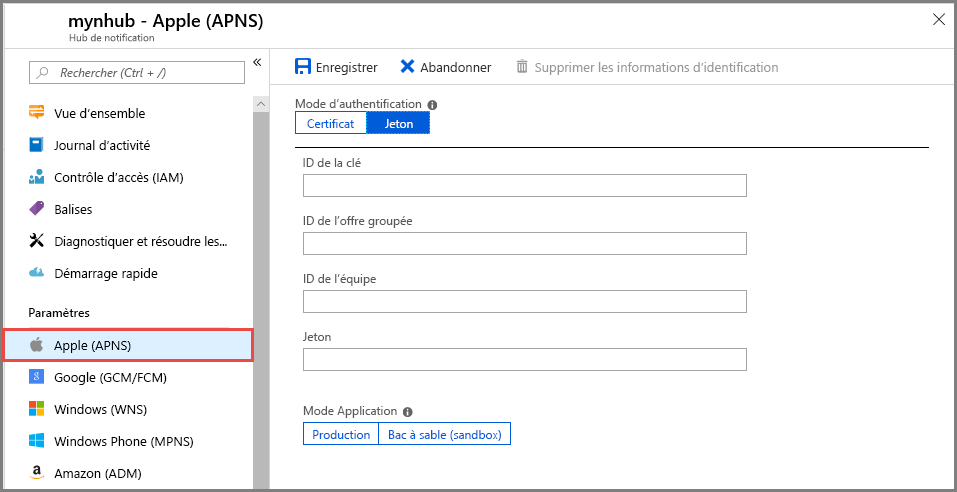 mynhub - Apple (APNS)
Hub de notification
Rechercher (Ctrl + /)
«
Vue d'ensemble
Journal d'activité
Contrôle d'accès (IAM)
Balises
Diagnostiquer et résoudre les...
Démarrage rapide
Paramètres
Apple (APNS)
Google (GCM/FCM)
Windows (WNS)
Windows Phone (MPNS)
Amazon (ADM)
Enregistrer Abandonner Supprimer les informations d'identification
Mode d'authentification
Certificat Jeton
ID de la clé
ID de l'offre groupée
ID de l'équipe
Jeton
Mode Application
Production Bac à sable (sandbox)